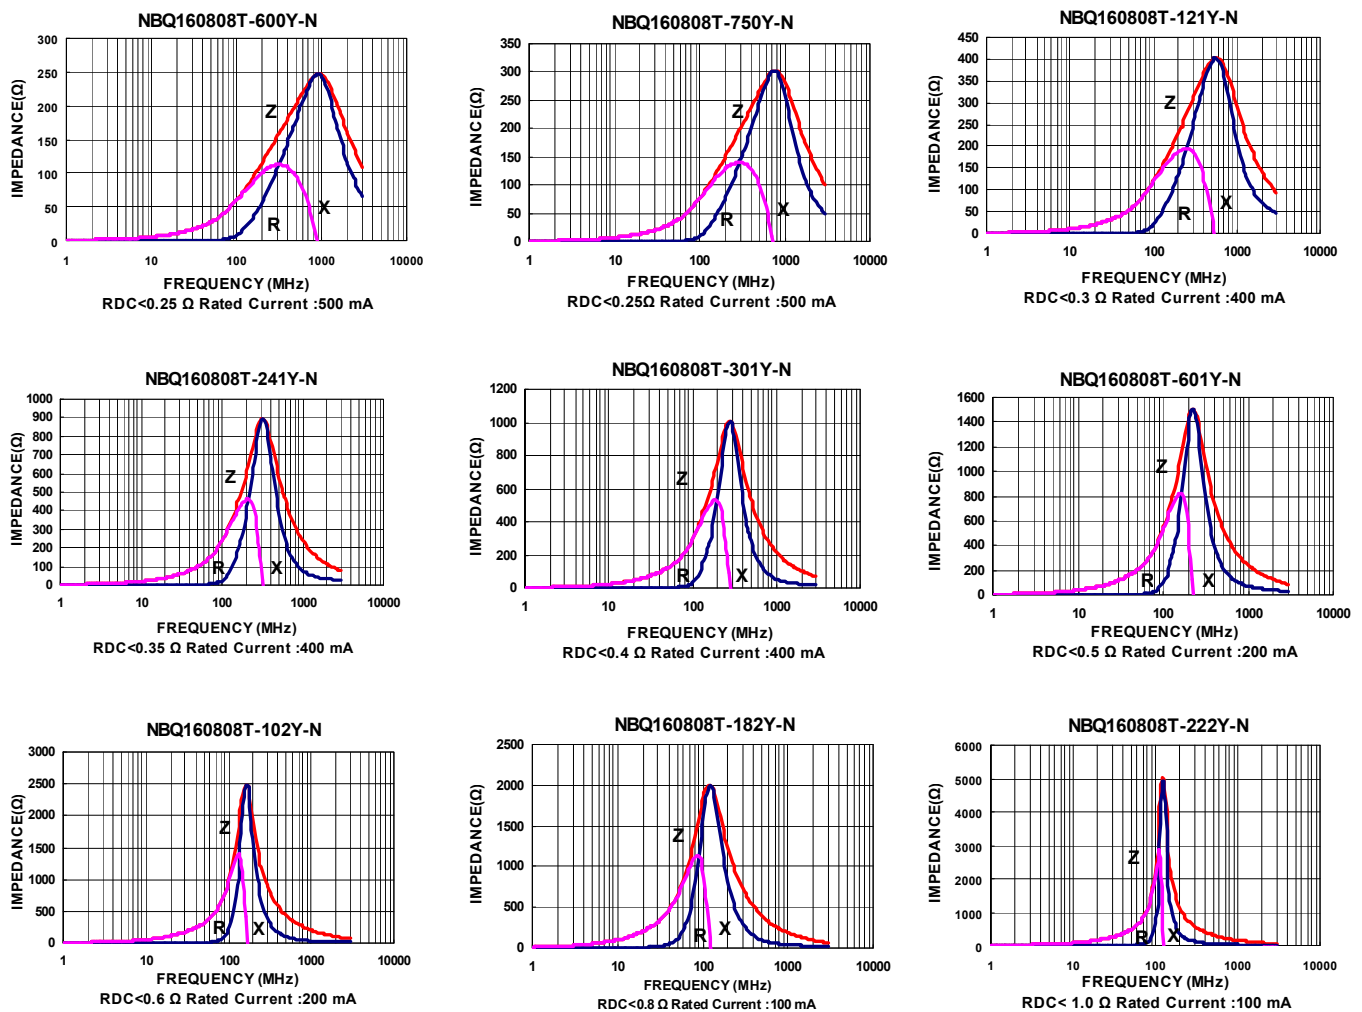 NBQ160808T-600Y-N
IMPEDANCE(Ω)
300
250
200
150
100
50
0
Z
R
X
1 10 100 1000 10000
FREQUENCY (MHz)
RDC<0.25 Ω Rated Current :500 mA
NBQ160808T-750Y-N
IMPEDANCE(Ω)
350
300
250
200
150
100
50
0
Z
R
X
1 10 100 1000 10000
FREQUENCY (MHz)
RDC<0.25Ω Rated Current :500 mA
NBQ160808T-121Y-N
IMPEDANCE(Ω)
450
400
350
300
250
200
150
100
50
0
Z
R
X
1 10 100 1000 10000
FREQUENCY (MHz)
RDC<0.3 Ω Rated Current :400 mA
NBQ160808T-241Y-N
IMPEDANCE(Ω)
1000
900
800
700
600
500
400
300
200
100
0
Z
R
X
1 10 100 1000 10000
FREQUENCY (MHz)
RDC<0.35 Ω Rated Current :400 mA
NBQ160808T-301Y-N
IMPEDANCE(Ω)
1200
1000
800
600
400
200
0
Z
R
X
1 10 100 1000 10000
FREQUENCY (MHz)
RDC<0.4 Ω Rated Current :400 mA
NBQ160808T-601Y-N
IMPEDANCE(Ω)
1600
1400
1200
1000
800
600
400
200
0
Z
R
X
1 10 100 1000 10000
FREQUENCY (MHz)
RDC<0.5 Ω Rated Current :200 mA
NBQ160808T-102Y-N
IMPEDANCE(Ω)
3000
2500
2000
1500
1000
500
0
Z
R
X
1 10 100 1000 10000
FREQUENCY (MHz)
RDC<0.6 Ω Rated Current :200 mA
NBQ160808T-182Y-N
IMPEDANCE(Ω)
2500
2000
1500
1000
500
0
Z
R
X
1 10 100 1000 10000
FREQUENCY (MHz)
RDC<0.8 Ω Rated Current :100 mA
NBQ160808T-222Y-N
IMPEDANCE(Ω)
6000
5000
4000
3000
2000
1000
0
Z
R
X
1 10 100 1000 10000
FREQUENCY (MHz)
RDC< 1.0 Ω Rated Current :100 mA